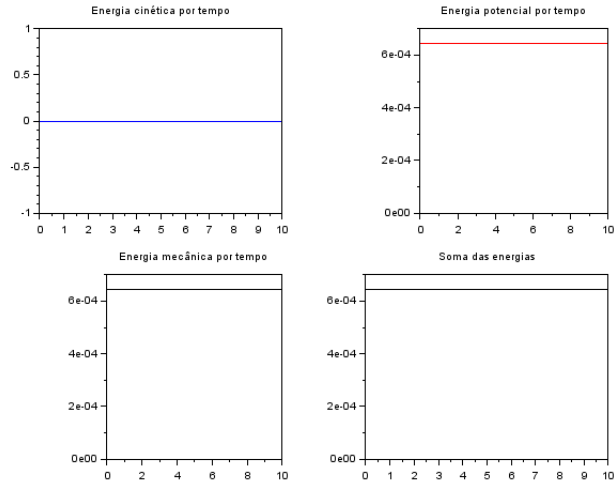 Energia cinética por tempo
1
0.5
0
-0.5
-1
0 1 2 3 4 5 6 7 8 9 10
Energia potencial por tempo
6e-04
4e-04
2e-04
0e00
0 2 4 6 8 10
Energia mecânica por tempo
6e-04
4e-04
2e-04
0e00
0 2 4 6 8 10
Soma das energias
6e-04
4e-04
2e-04
0e00
0 1 2 3 4 5 6 7 8 9 10